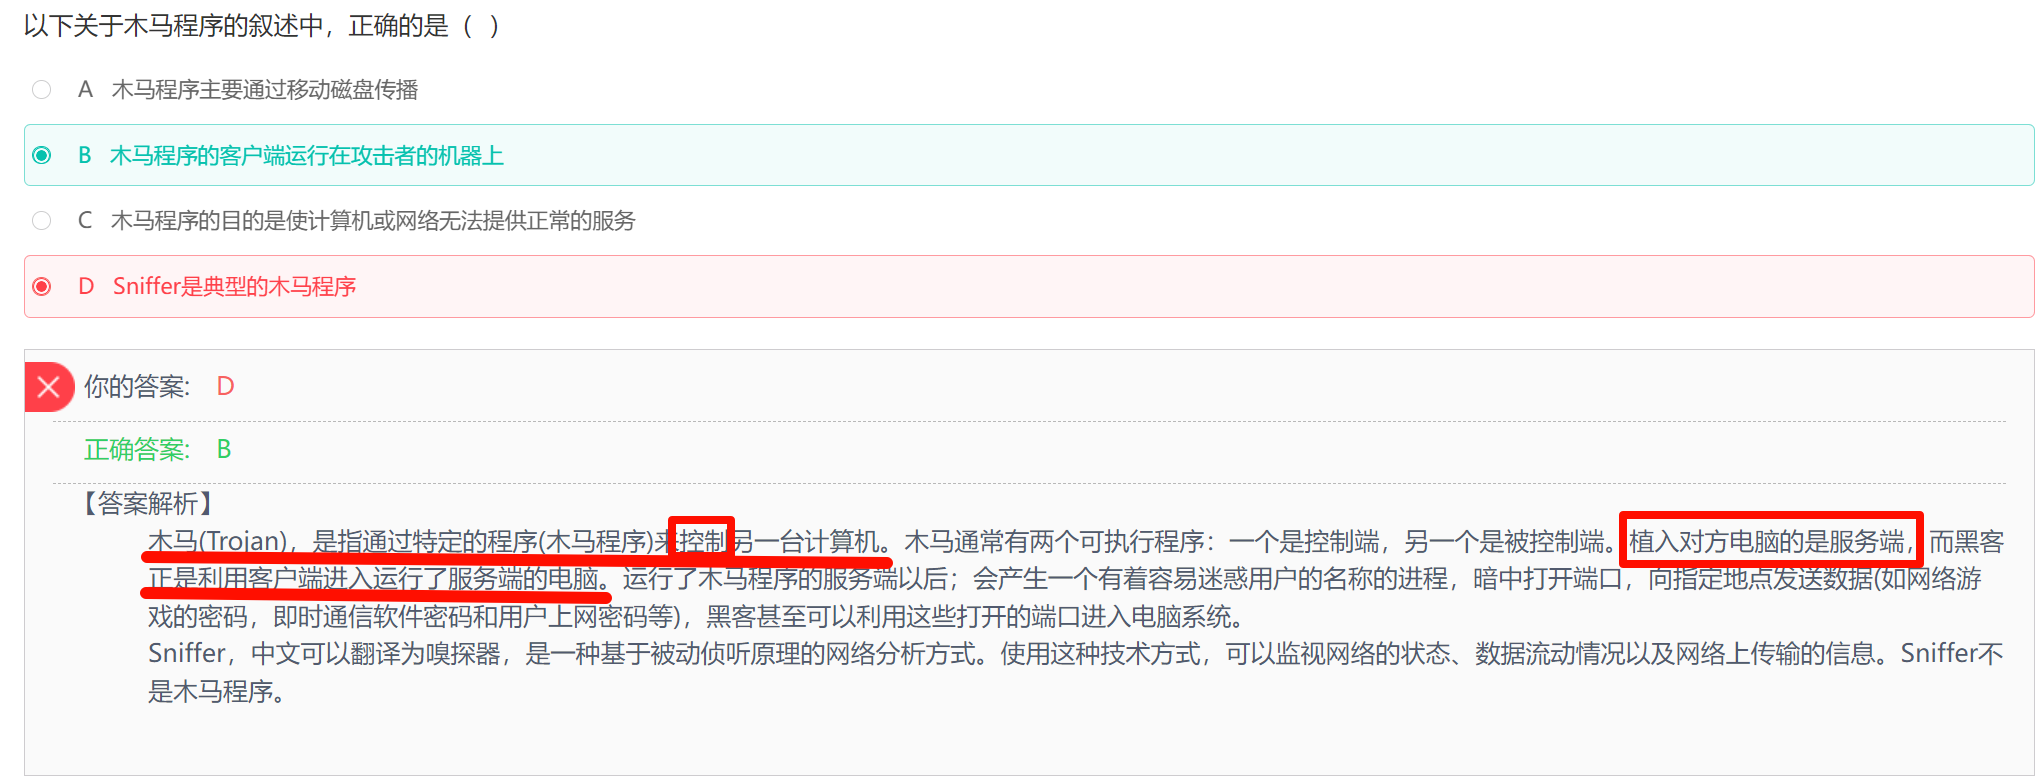 以下关于木马程序的叙述中，正确的是（  ）
A 木马程序主要通过移动磁盘传播
B 木马程序的客户端运行在攻击者的机器上
C 木马程序的目的是使计算机或网络无法提供正常的服务
D Sniffer是典型的木马程序
你的答案： D
正确答案： B
【答案解析】
木马(Trojan)，是指通过特定的程序(木马程序)来控制另一台计算机。木马通常有两个可执行程序：一个是控制端，另一个是被控制端。植入对方电脑的是服务端，而黑客
正是利用客户端进入运行了服务端的电脑。运行了木马程序的服务端以后；会产生一个有着容易迷惑用户的名称的进程，暗中打开端口，向指定地点发送数据(如网络游
戏的密码，即时通信软件密码和用户上网密码等)，黑客甚至可以利用这些打开的端口进入电脑系统。
Sniffer，中文可以翻译为嗅探器，是一种基于被动侦听原理的网络分析方式。使用这种技术方式，可以监视网络的状态、数据流动情况以及网络上传输的信息。Sniffer不
是木马程序。